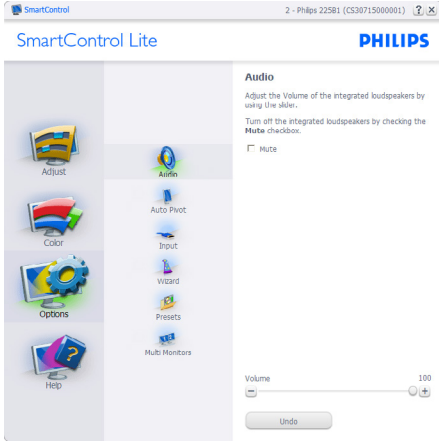 SmartControl
2 - Philips 225B1 (CS30715000001)
SmartControl Lite
PHILIPS
Adjust
Color
Options
Help
Audio
Auto Pivot
Input
Wizard
Presets
Multi Monitors
Audio
Adjust the Volume of the integrated loudspeakers by
using the slider.
Turn off the integrated loudspeakers by checking the
Mute checkbox.
Mute
Volume 100
Undo